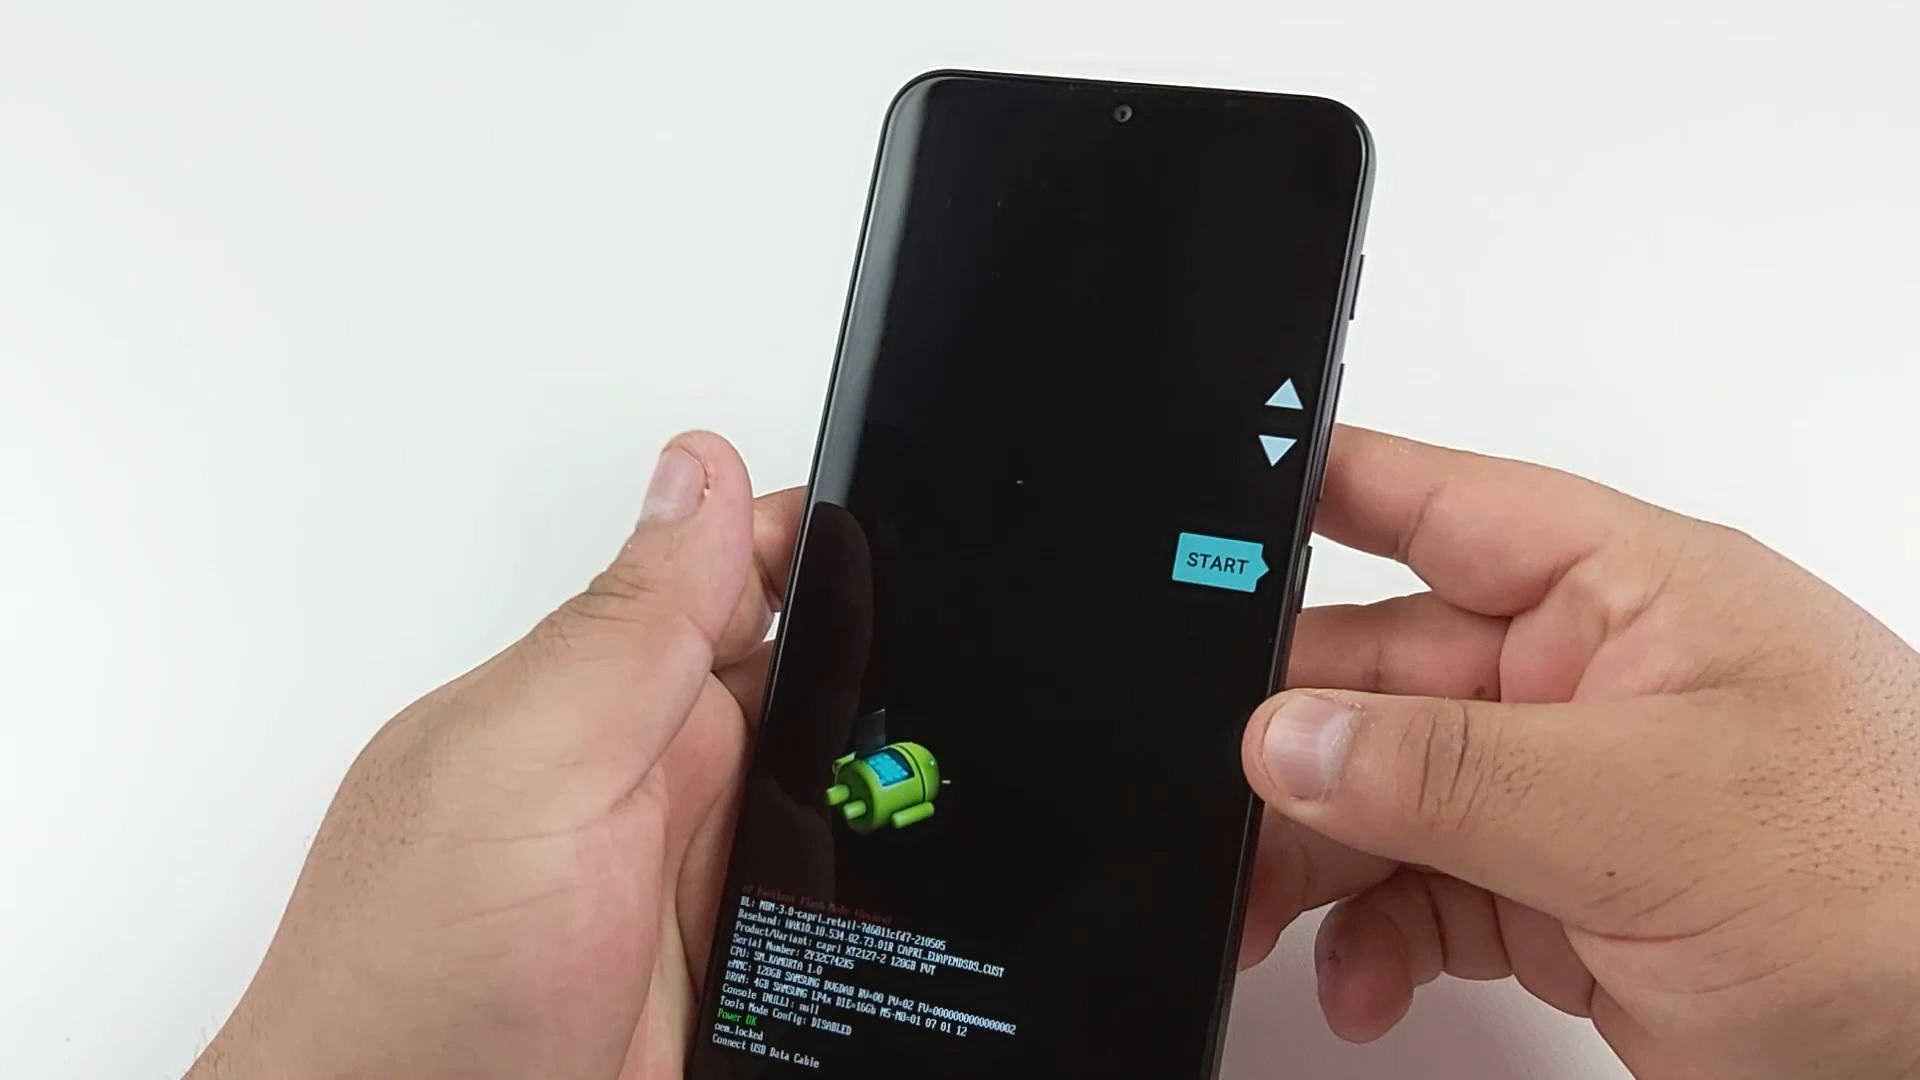 START
AP Fastboot Flash Mode (Secure)
BL: MBM-3.0-capri_retail-7d6011cfd7-210505
Baseband: HA10_10.534.02.73.01R CAPRI_EUAPEMDSDS_CUST
Product/Variant: capri XT2127-2 128GB PVT
Serial Number: ZY32C742K5
CPU: SM_KAMORTA 1.0
eMMC: 128GB SAMSUNG DV6DAB RV=08 PV=02 FV=0000000000000002
DRAM: 4GB SAMSUNG LP4x DIE=16Gb M5-M8=01 07 01 12
Console [NULL]: null
Tools Mode Config: DISABLED
Power OK
oem_locked
Connect USB Data Cable